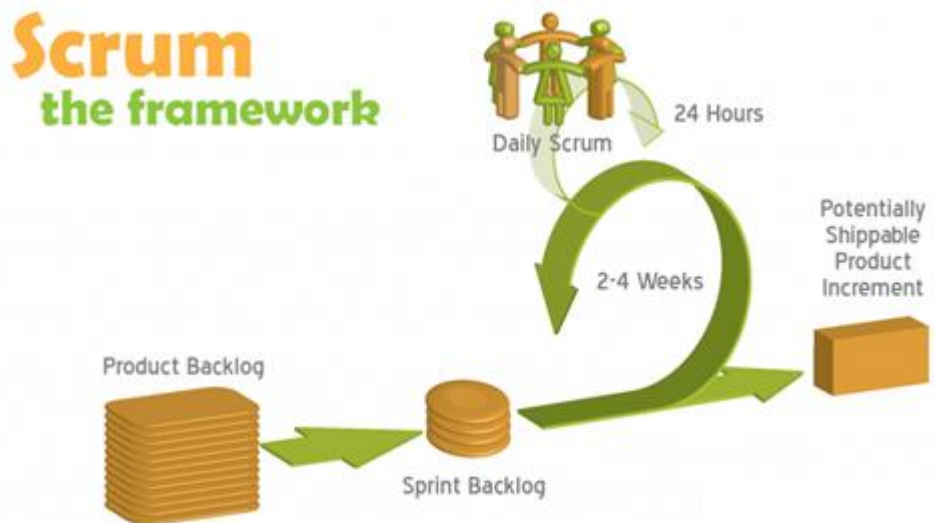 Scrum
the framework
24 Hours
Daily Scrum
Potentially
Shippable
Product
Increment
2-4 Weeks
Product Backlog
Sprint Backlog